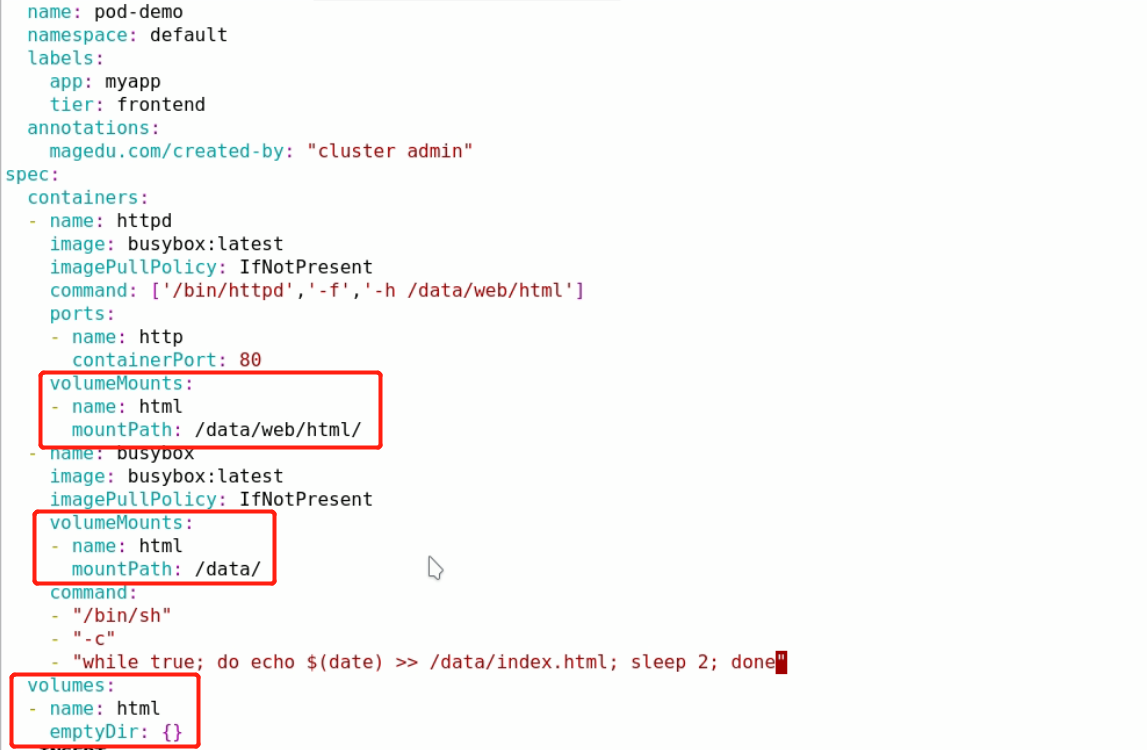 name: pod-demo
namespace: default
labels:
app: myapp
tier: frontend
annotations:
magedu.com/created-by: "cluster admin"
spec:
containers:
- name: httpd
image: busybox:latest
imagePullPolicy: IfNotPresent
command: ['/bin/httpd','-f','-h /data/web/html']
ports:
- name: http
containerPort: 80
volumeMounts:
- name: html
mountPath: /data/web/html/
- name: busybox
image: busybox:latest
imagePullPolicy: IfNotPresent
volumeMounts:
- name: html
mountPath: /data/
command:
- "/bin/sh"
- "-c"
- "while true; do echo $(date) >> /data/index.html; sleep 2; done"
volumes:
- name: html
emptyDir: {}